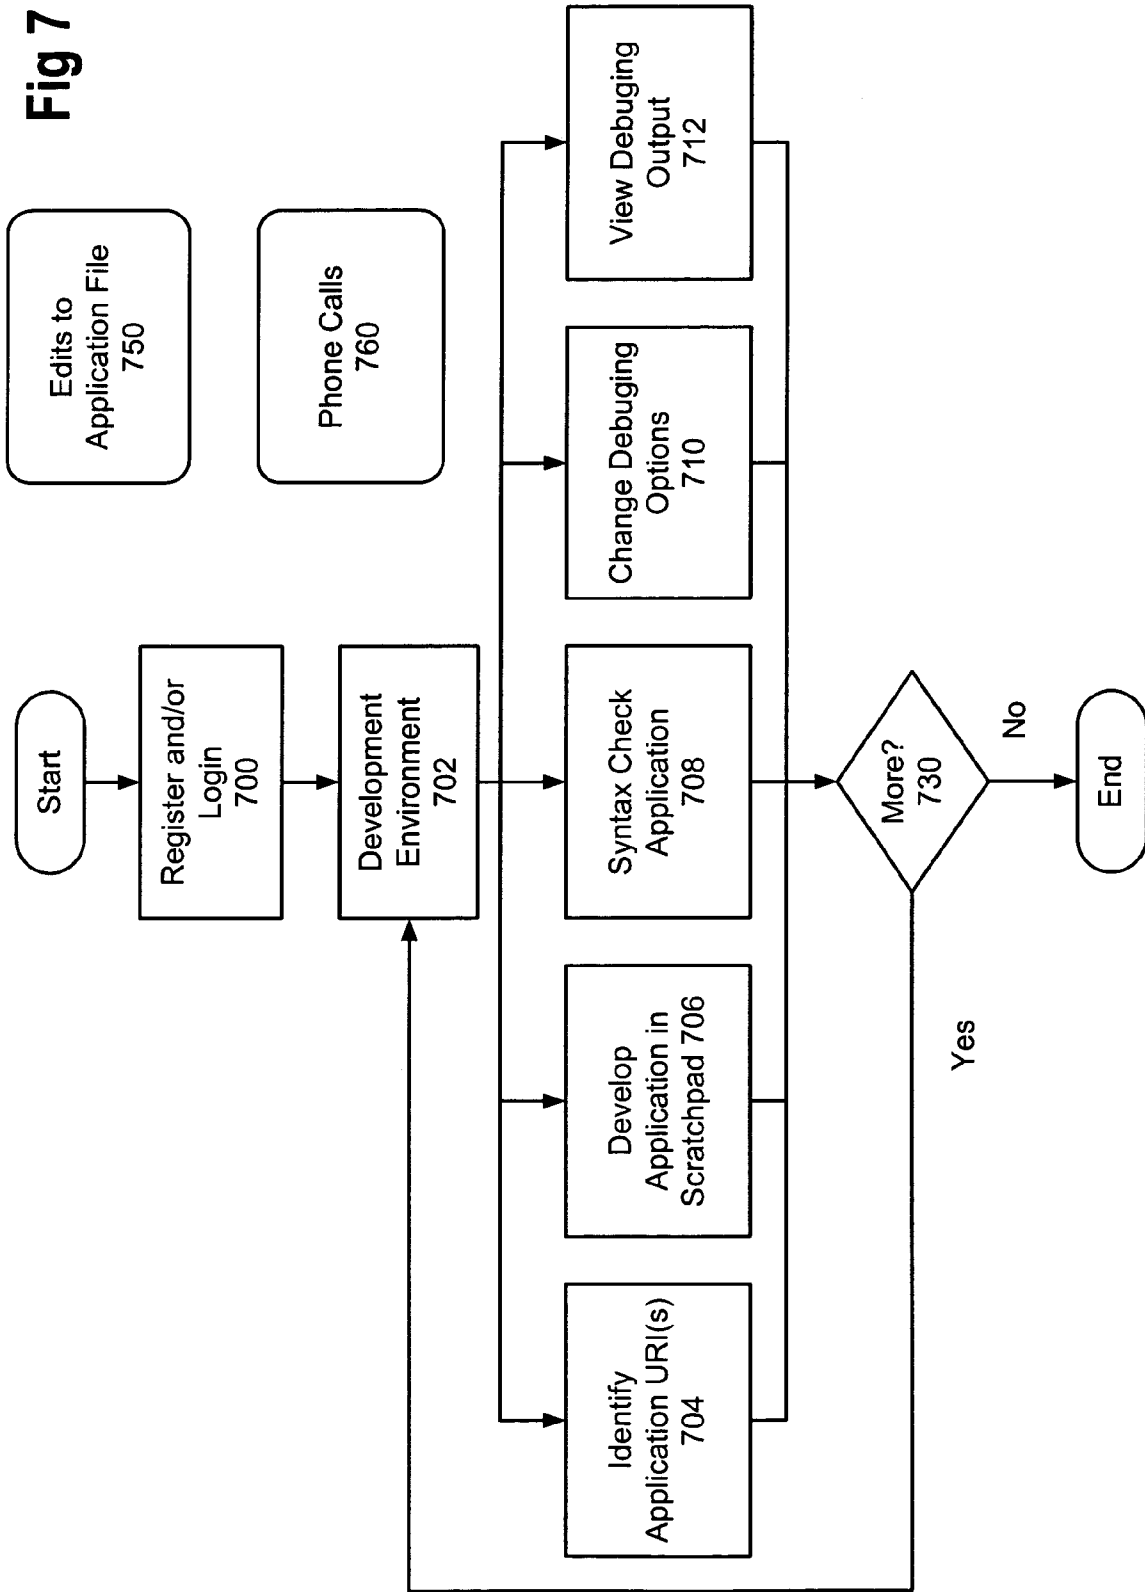 Fig 7
Edits to
Application File
750
Phone Calls
760
Start
Register and/or
Login
700
Development
Environment
702
Identify
Application URI(s)
704
Develop
Application in
Scratchpad 706
Syntax Check
Application
708
Change Debuging
Options
710
View Debuging
Output
712
More?
730
Yes
No
End